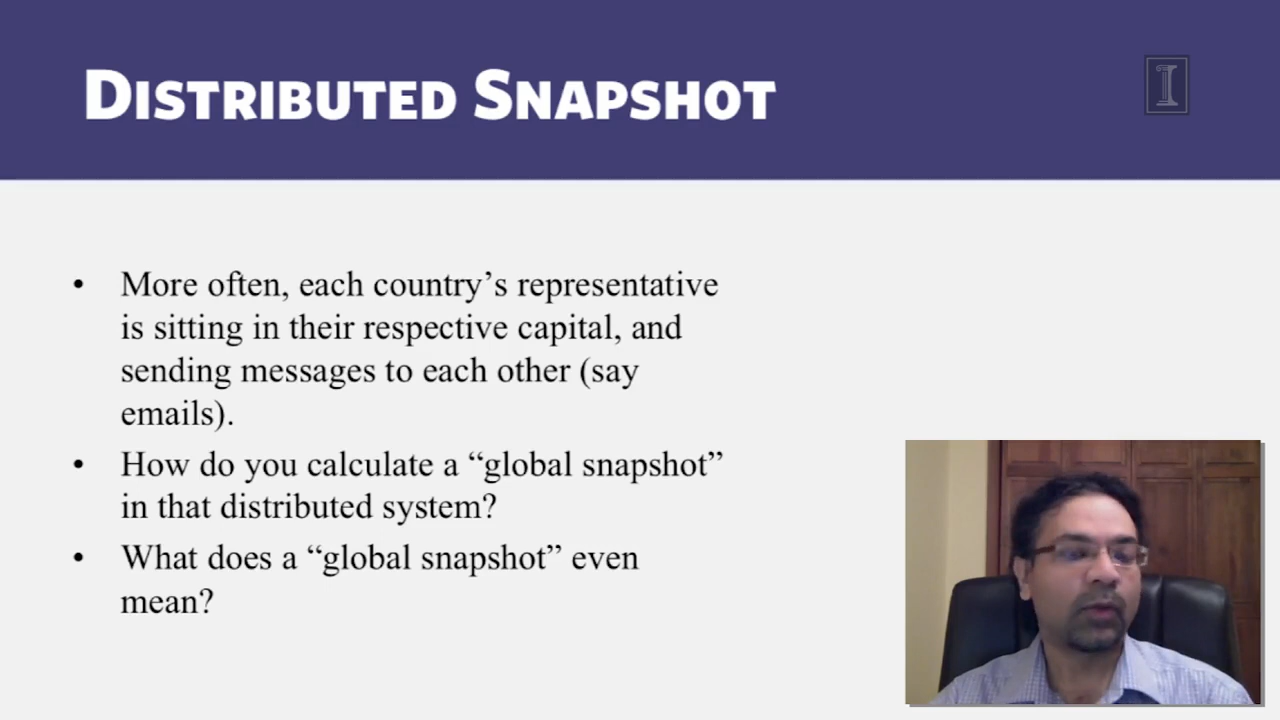 DISTRIBUTED SNAPSHOT
I
• More often, each country’s representative
is sitting in their respective capital, and
sending messages to each other (say
emails).
• How do you calculate a “global snapshot”
in that distributed system?
• What does a “global snapshot” even
mean?